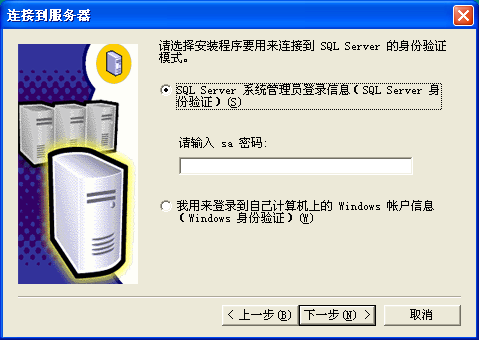 连接到服务器
请选择安装程序要用来连接到 SQL Server 的身份验证
模式。
SQL Server 系统管理员登录信息(SQL Server 身
份验证)(S)
请输入 sa 密码:
我用来登录到自己计算机上的 Windows 帐户信息
(Windows 身份验证)(W)
< 上一步(B) 下一步(N) > 取消